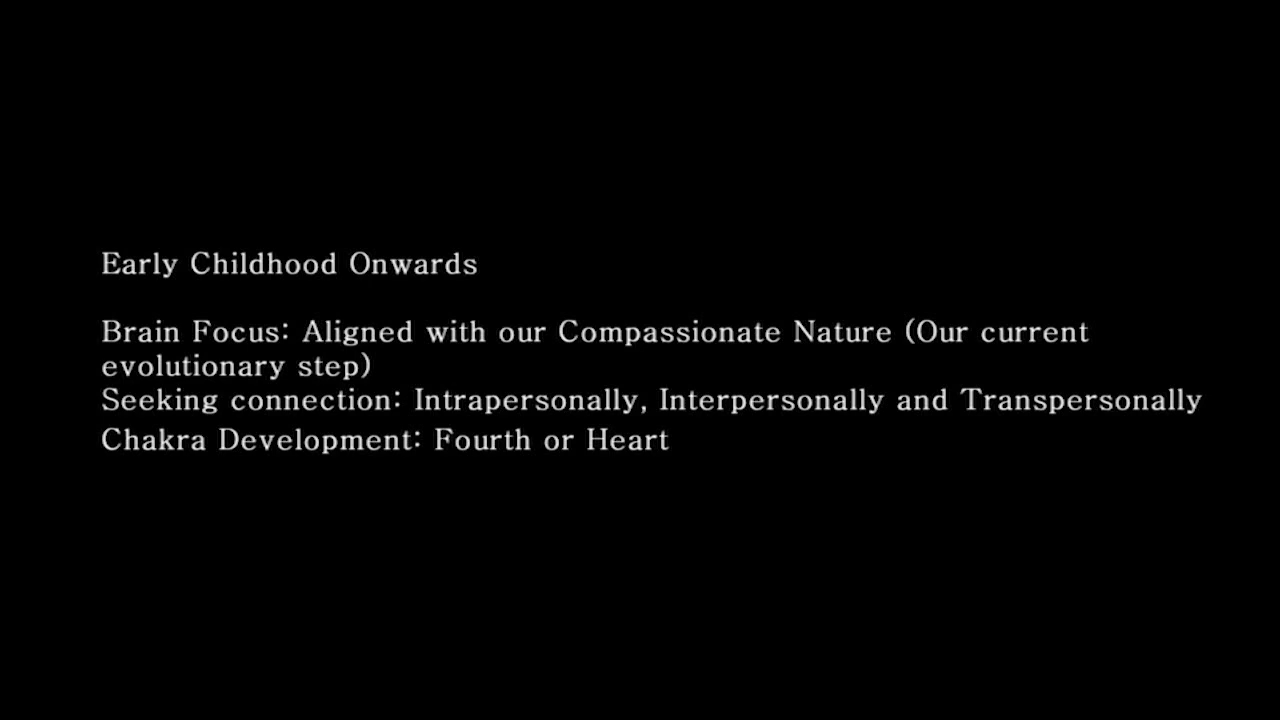 Early Childhood Onwards
Brain Focus: Aligned with our Compassionate Nature (Our current
evolutionary step)
Seeking connection: Intrapersonally, Interpersonally and Transpersonally
Chakra Development: Fourth or Heart